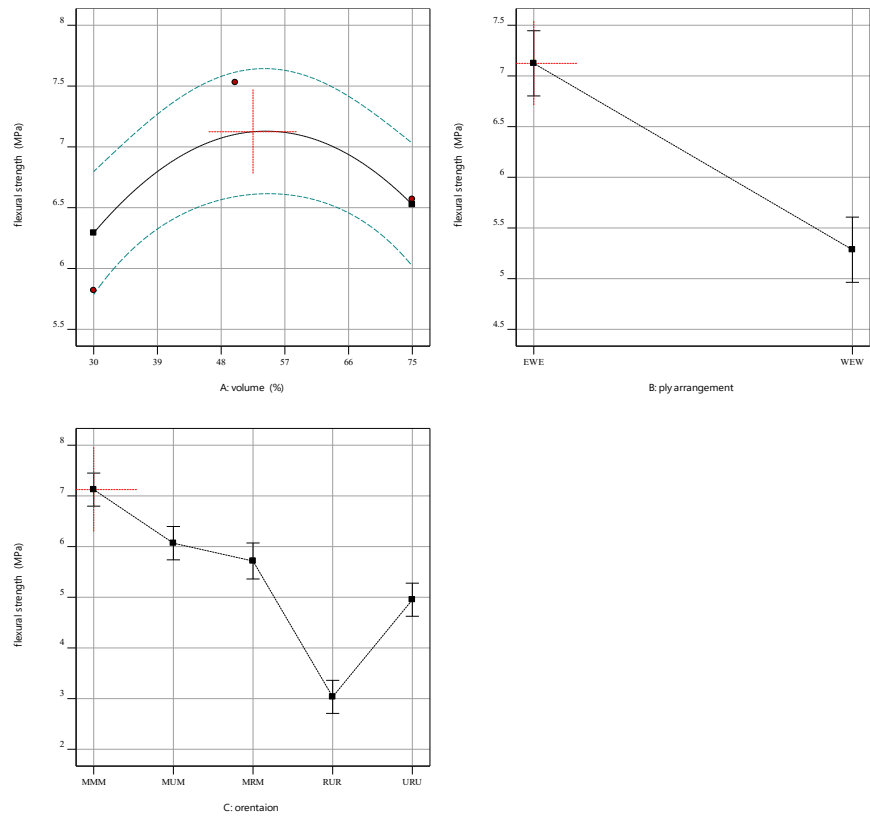 8
7.5
7
6.5
6
5.5
flexural strength (MPa)
30 39 48 57 66 75
A: volume (%)
7.5
7
6.5
6
5.5
5
4.5
flexural strength (MPa)
EWE WEW
B: ply arrangement
8
7
6
5
4
3
2
flexural strength (MPa)
MMM MUM MRM RUR URU
C: orentaion